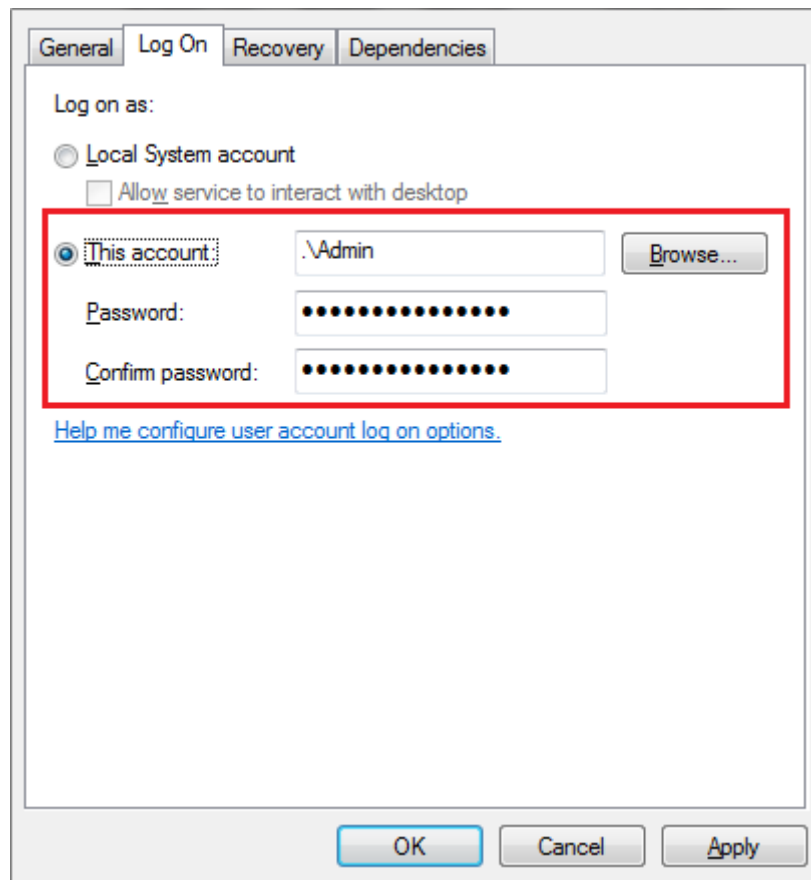 General Log On Recovery Dependencies
Log on as:
Local System account
Allow service to interact with desktop
This account: .\Admin Browse...
Password: •••••••••••••••
Confirm password: •••••••••••••••
Help me configure user account log on options.
OK Cancel Apply